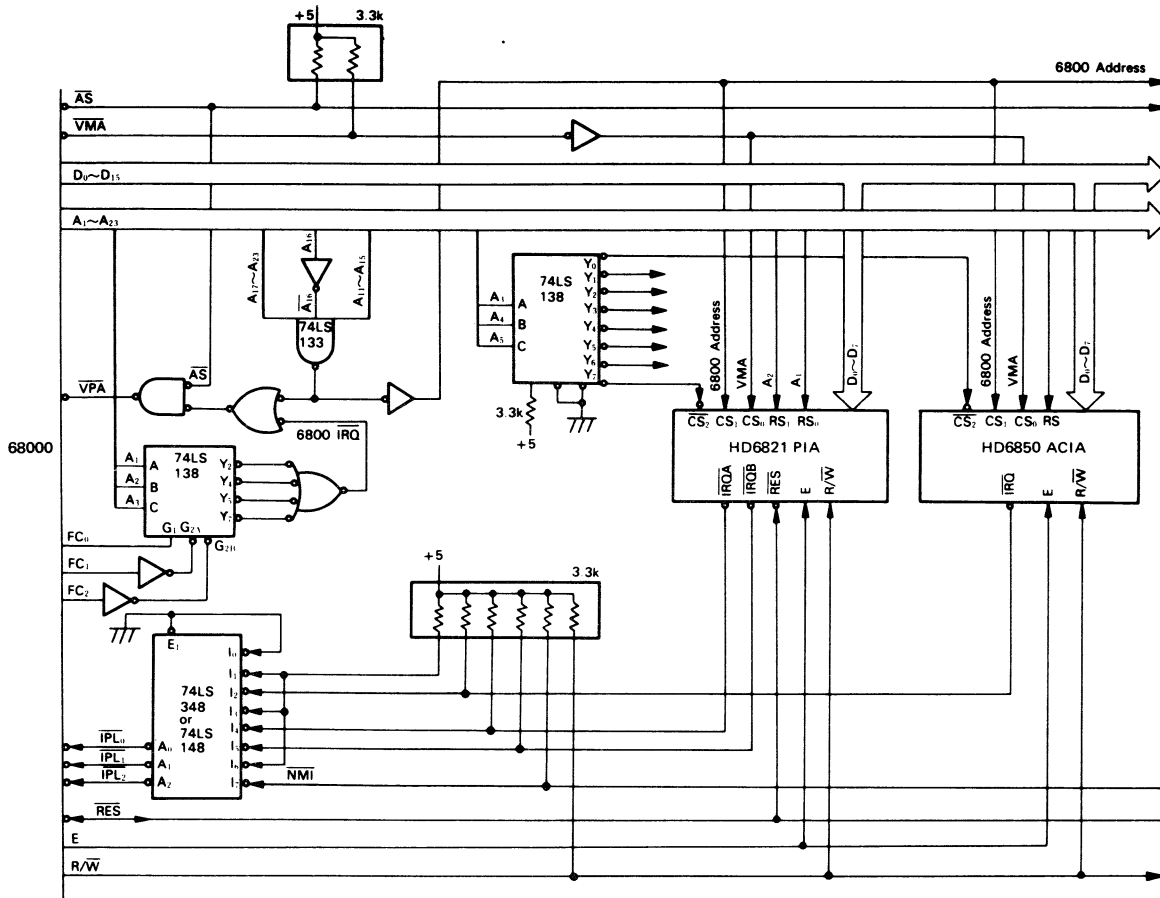 +5 3.3k
6800 Address
AS
VMA
D₀~D₁₅
A₁~A₂₃
A₁₇~A₂₃
A₁₆
A₁₆
A₁₁~A₁₅
74LS
133
AS
VPA
6800 IRQ
68000
74LS
138
A₁ A
A₂ B
A₃ C
Y₂
Y₄
Y₅
Y₇
G₁ G₂A
G₂B
FC₀
FC₁
FC₂
74LS
138
A₃ A
A₄ B
A₅ C
Y₀
Y₁
Y₂
Y₃
Y₄
Y₅
Y₆
Y₇
3.3k
+5
6800 Address
VMA
A₂
A₁
D₀~D₇
CS₂ CS₁ CS₀ RS₁ RS₀
HD6821 PIA
IRQA
IRQB
RES
E
R/W
6800 Address
VMA
D₀~D₇
CS₂ CS₁ CS₀ RS
HD6850 ACIA
IRQ
E
R/W
+5
3.3k
E₁
I₀
I₁
I₂
I₃
I₄
I₅
I₆
I₇
74LS
348
or
74LS
148
A₀
A₁
A₂
IPL₀
IPL₁
IPL₂
NMI
RES
E
R/W